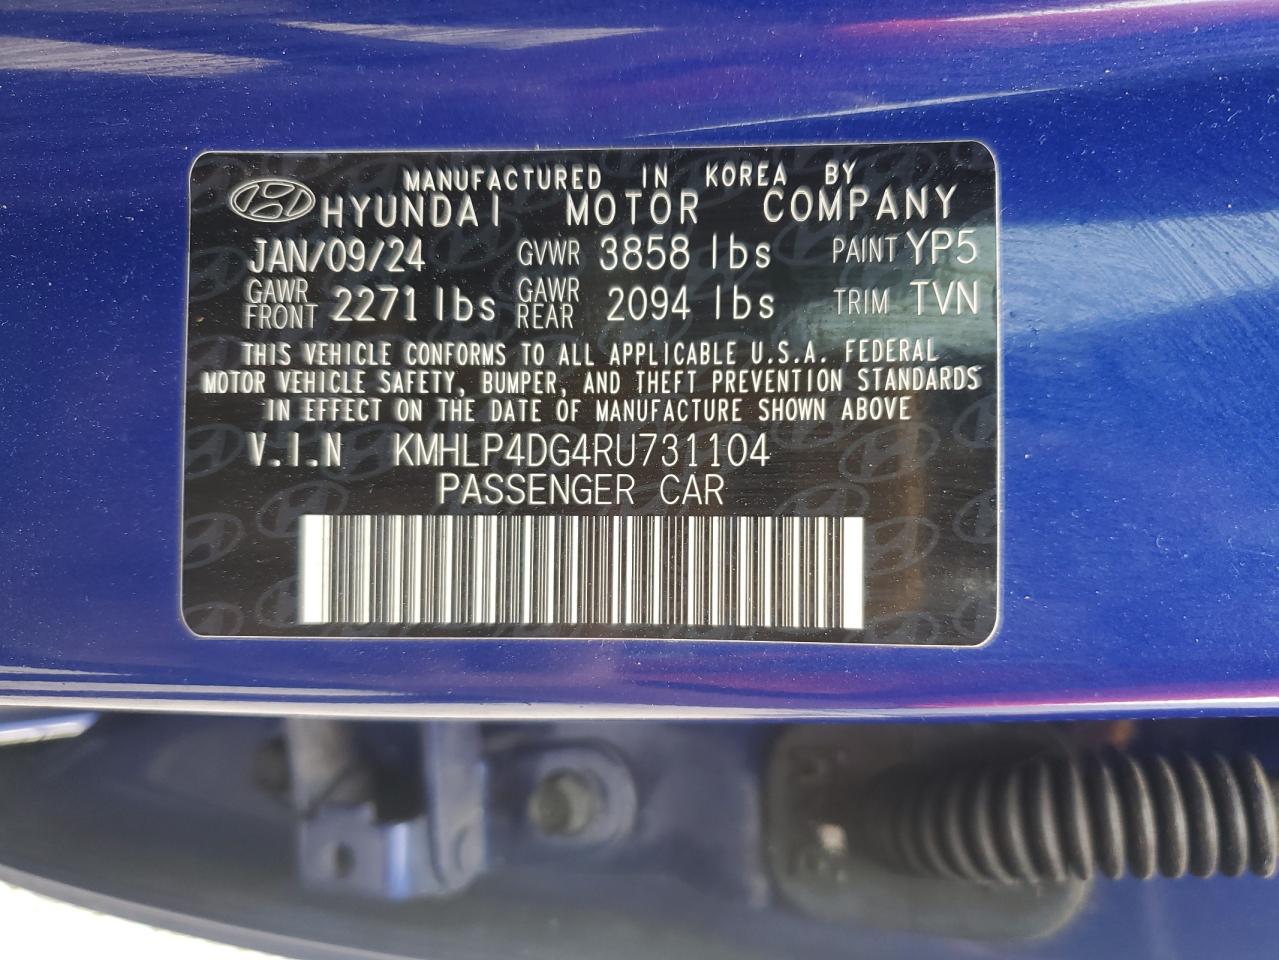 MANUFACTURED IN KOREA BY
HYUNDAI MOTOR COMPANY
JAN/09/24 GVWR 3858 lbs PAINT YP5
GAWR FRONT 2271 lbs GAWR REAR 2094 lbs TRIM TVN
THIS VEHICLE CONFORMS TO ALL APPLICABLE U.S.A. FEDERAL
MOTOR VEHICLE SAFETY, BUMPER, AND THEFT PREVENTION STANDARDS
IN EFFECT ON THE DATE OF MANUFACTURE SHOWN ABOVE
V.I.N KMHLP4DG4RU731104
PASSENGER CAR